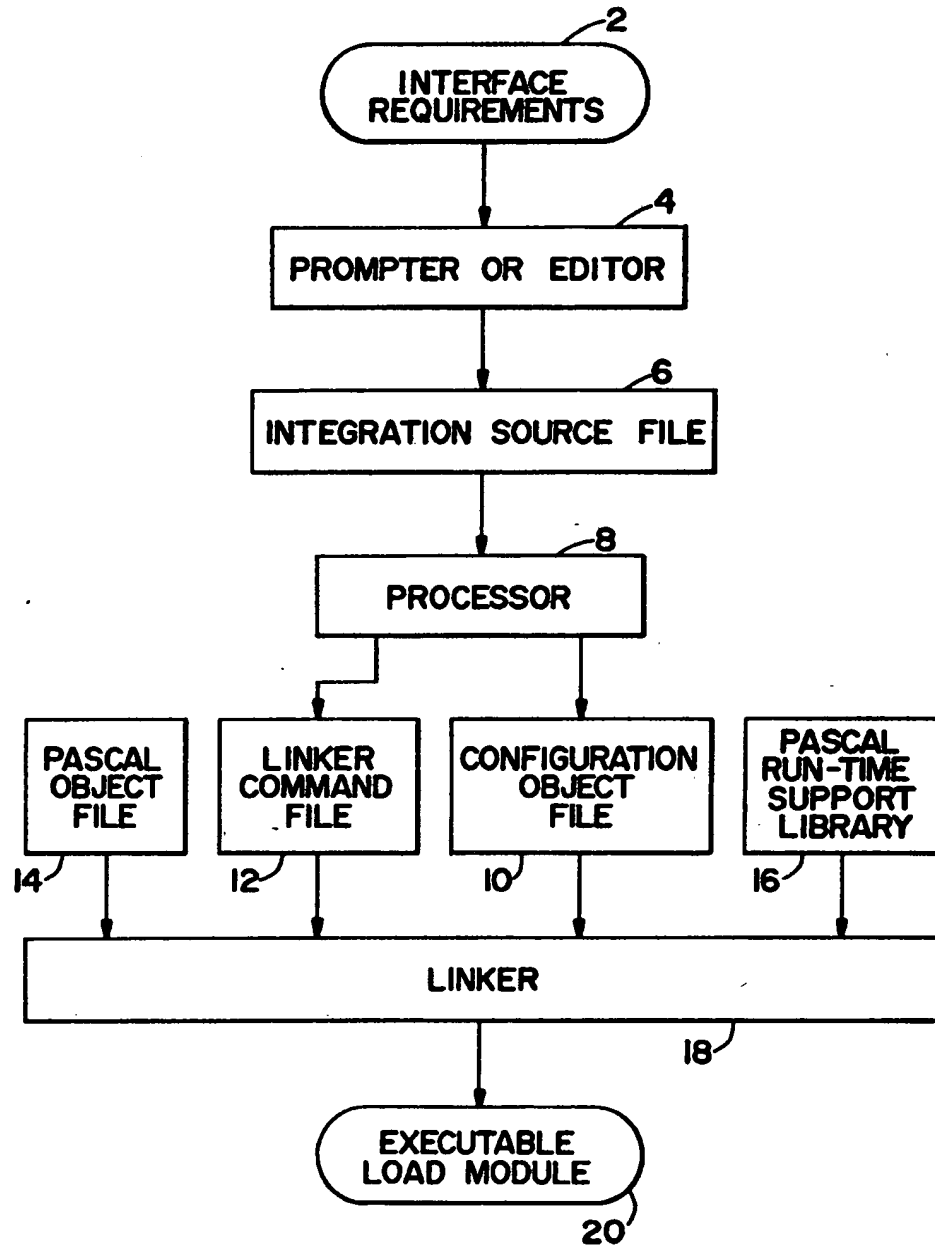 2
INTERFACE
REQUIREMENTS
4
PROMPTER OR EDITOR
6
INTEGRATION SOURCE FILE
8
PROCESSOR
PASCAL
OBJECT
FILE
14
LINKER
COMMAND
FILE
12
CONFIGURATION
OBJECT
FILE
10
PASCAL
RUN-TIME
SUPPORT
LIBRARY
16
LINKER
18
EXECUTABLE
LOAD MODULE
20